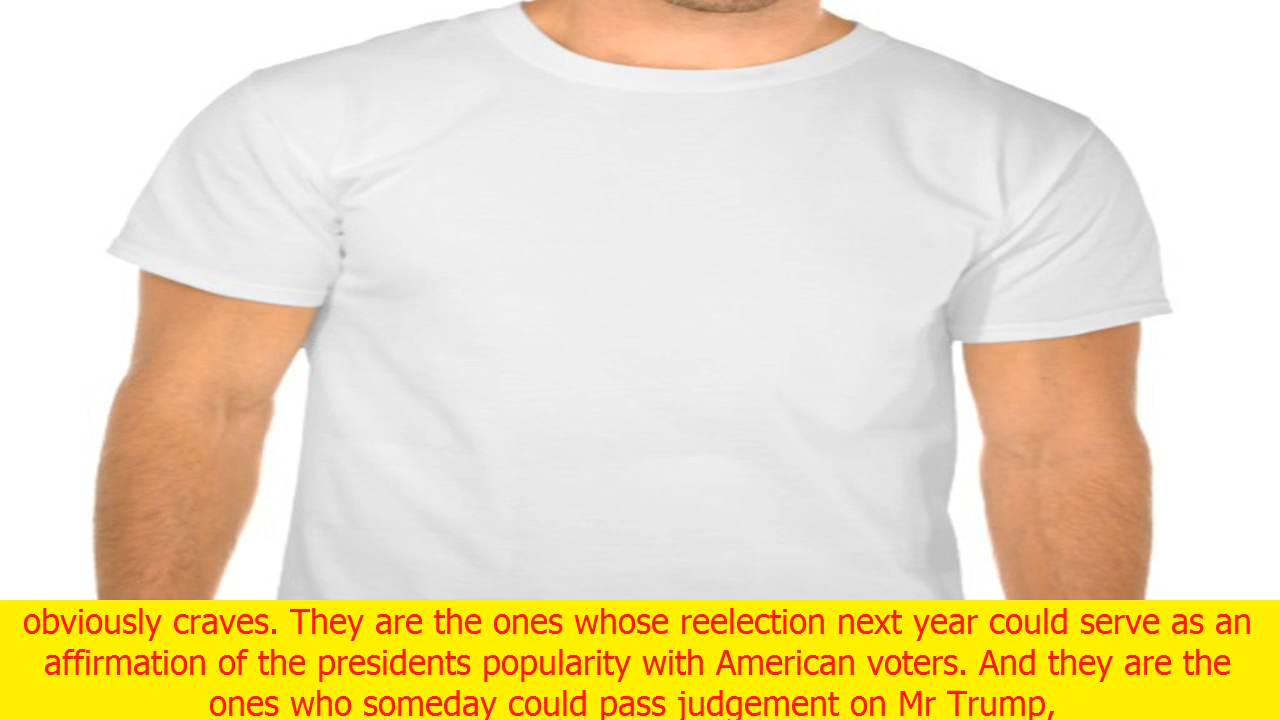 obviously craves. They are the ones whose reelection next year could serve as an
affirmation of the presidents popularity with American voters. And they are the
ones who someday could pass judgement on Mr Trump,